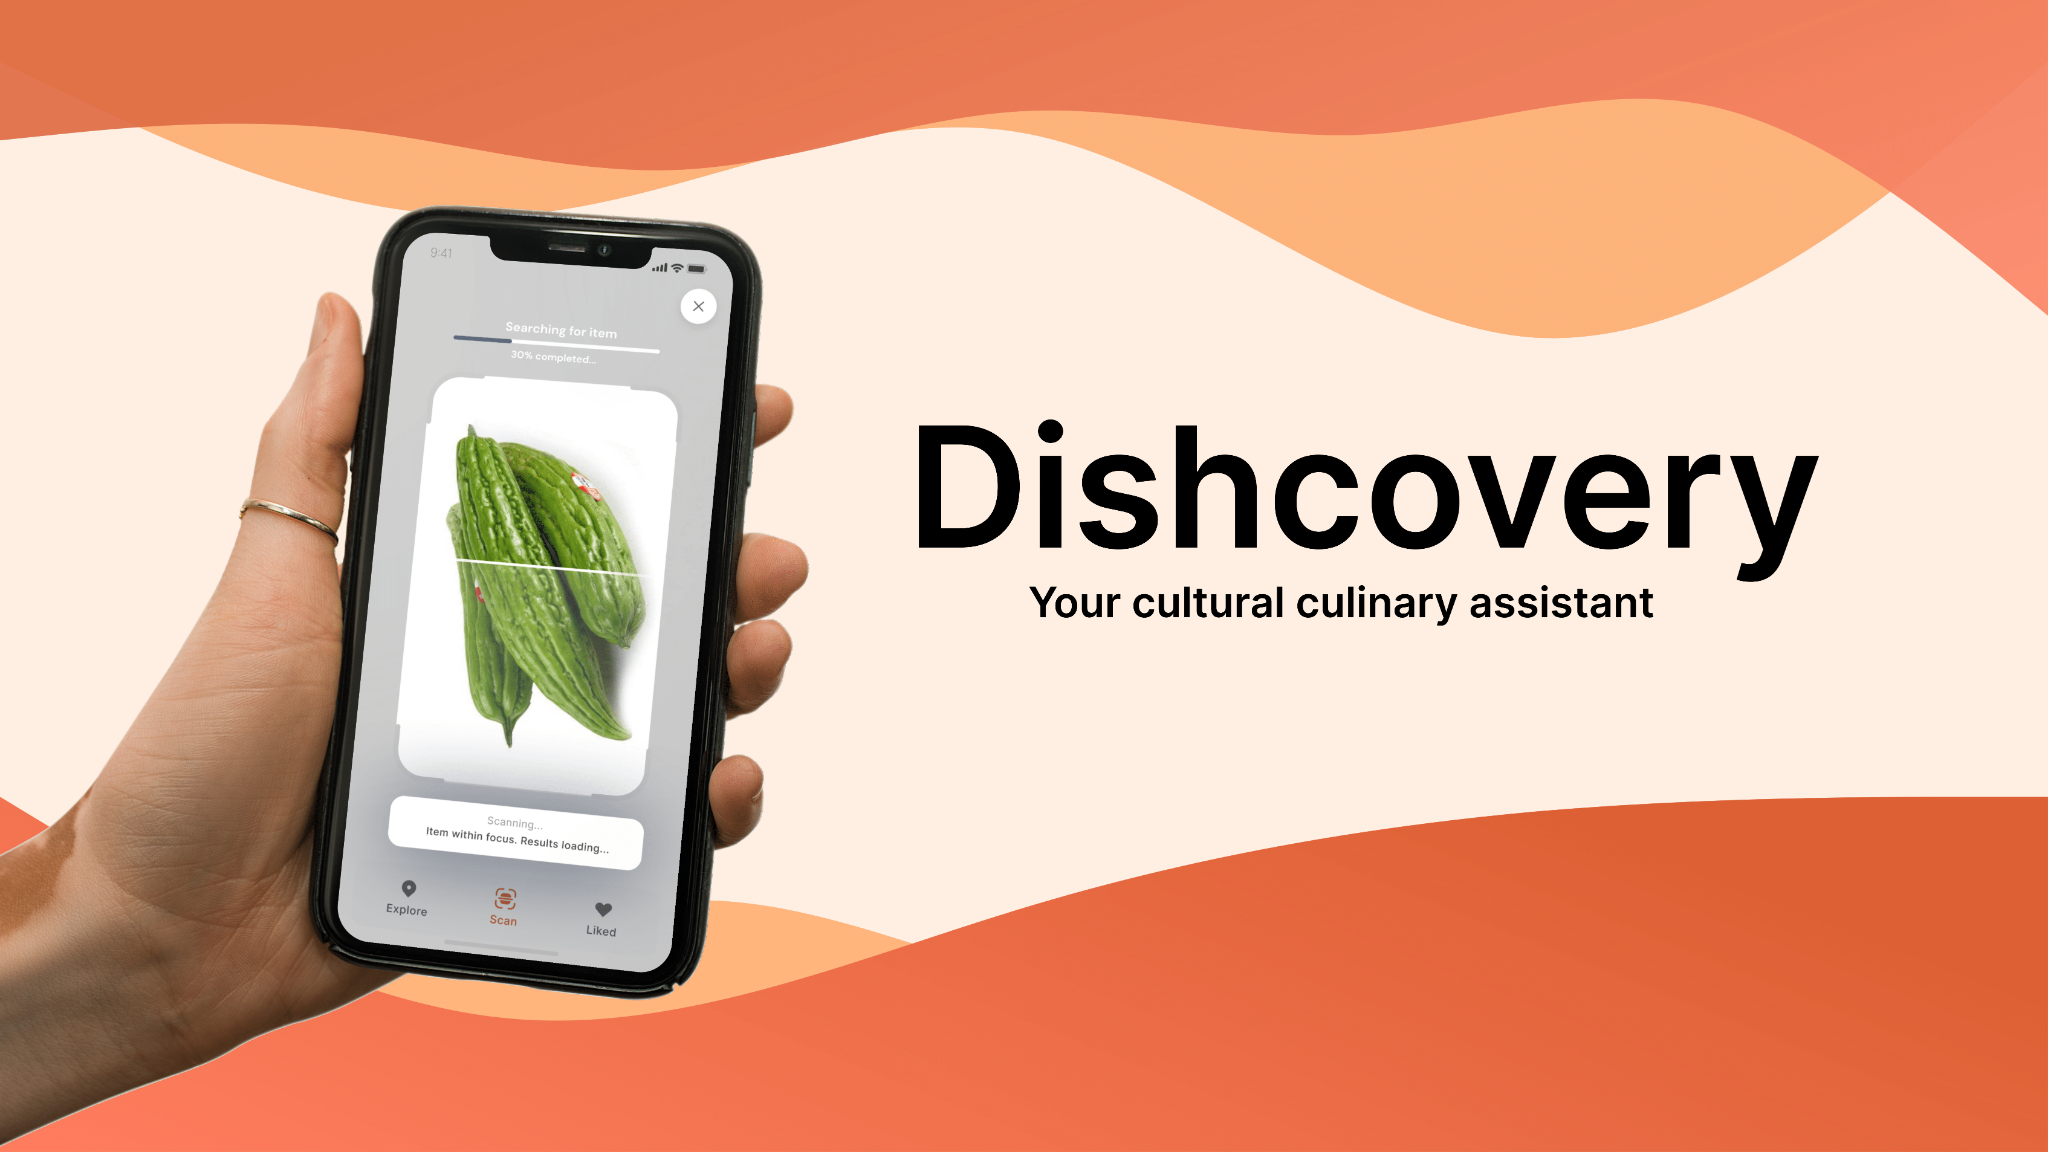 9:41
Searching for item
30% completed...
Scanning...
Item within focus. Results loading...
Explore
Scan
Liked
Dishcovery
Your cultural culinary assistant